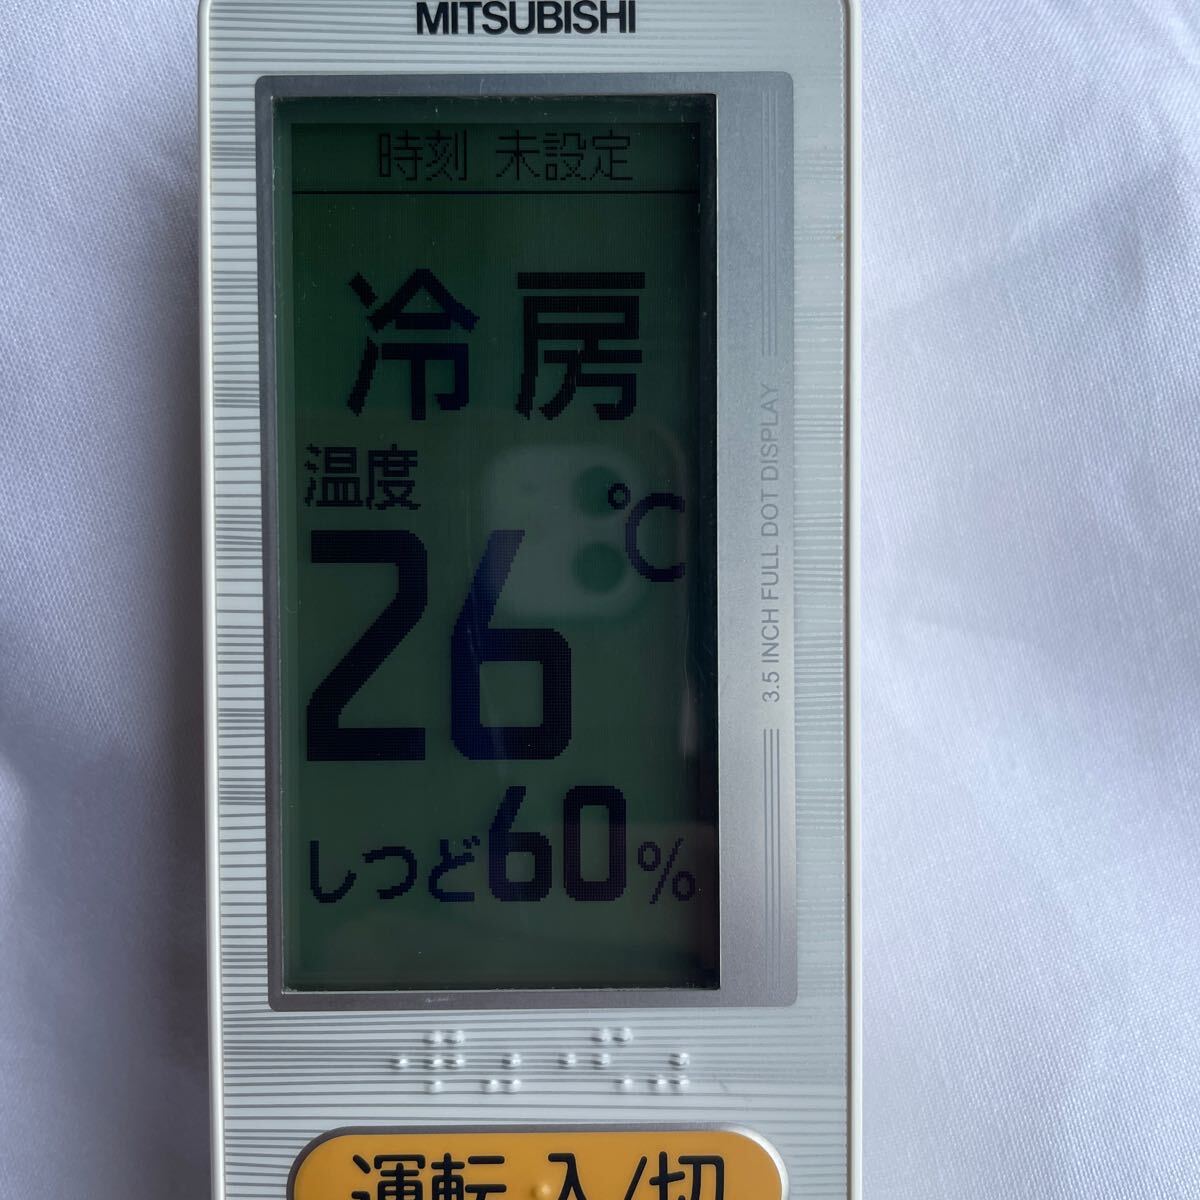 MITSUBISHI
時刻 未設定
冷房
温度
26℃
しつど60%
3.5 INCH FULL DOT DISPLAY
運転 入/切